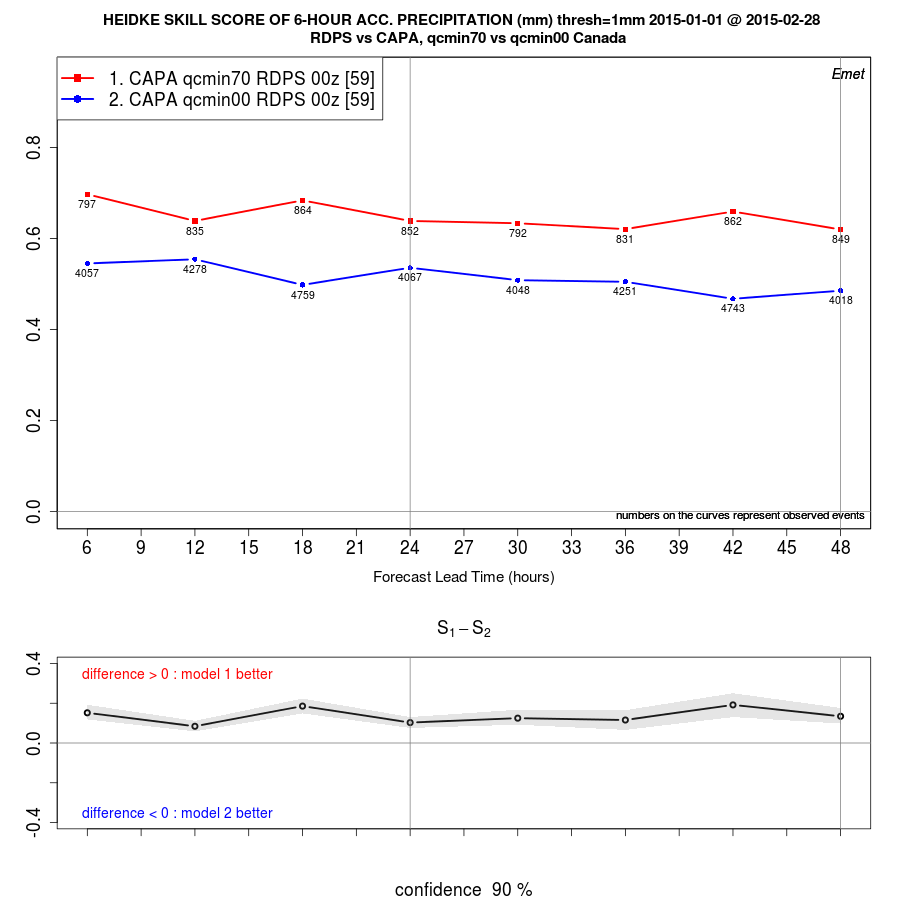 HEIDKE SKILL SCORE OF 6-HOUR ACC. PRECIPITATION (mm) thresh=1mm 2015-01-01 @ 2015-02-28
RDPS vs CAPA, qcmin70 vs qcmin00 Canada
1. CAPA qcmin70 RDPS 00z [59]
2. CAPA qcmin00 RDPS 00z [59]
Emet
0.8
0.6
0.4
0.2
0.0
797 835 864 852 792 831 862 849
4057 4278 4759 4067 4048 4251 4743 4018
numbers on the curves represent observed events
6 9 12 15 18 21 24 27 30 33 36 39 42 45 48
Forecast Lead Time (hours)
S₁ – S₂
0.4
0.0
-0.4
difference > 0 : model 1 better
difference < 0 : model 2 better
confidence 90 %